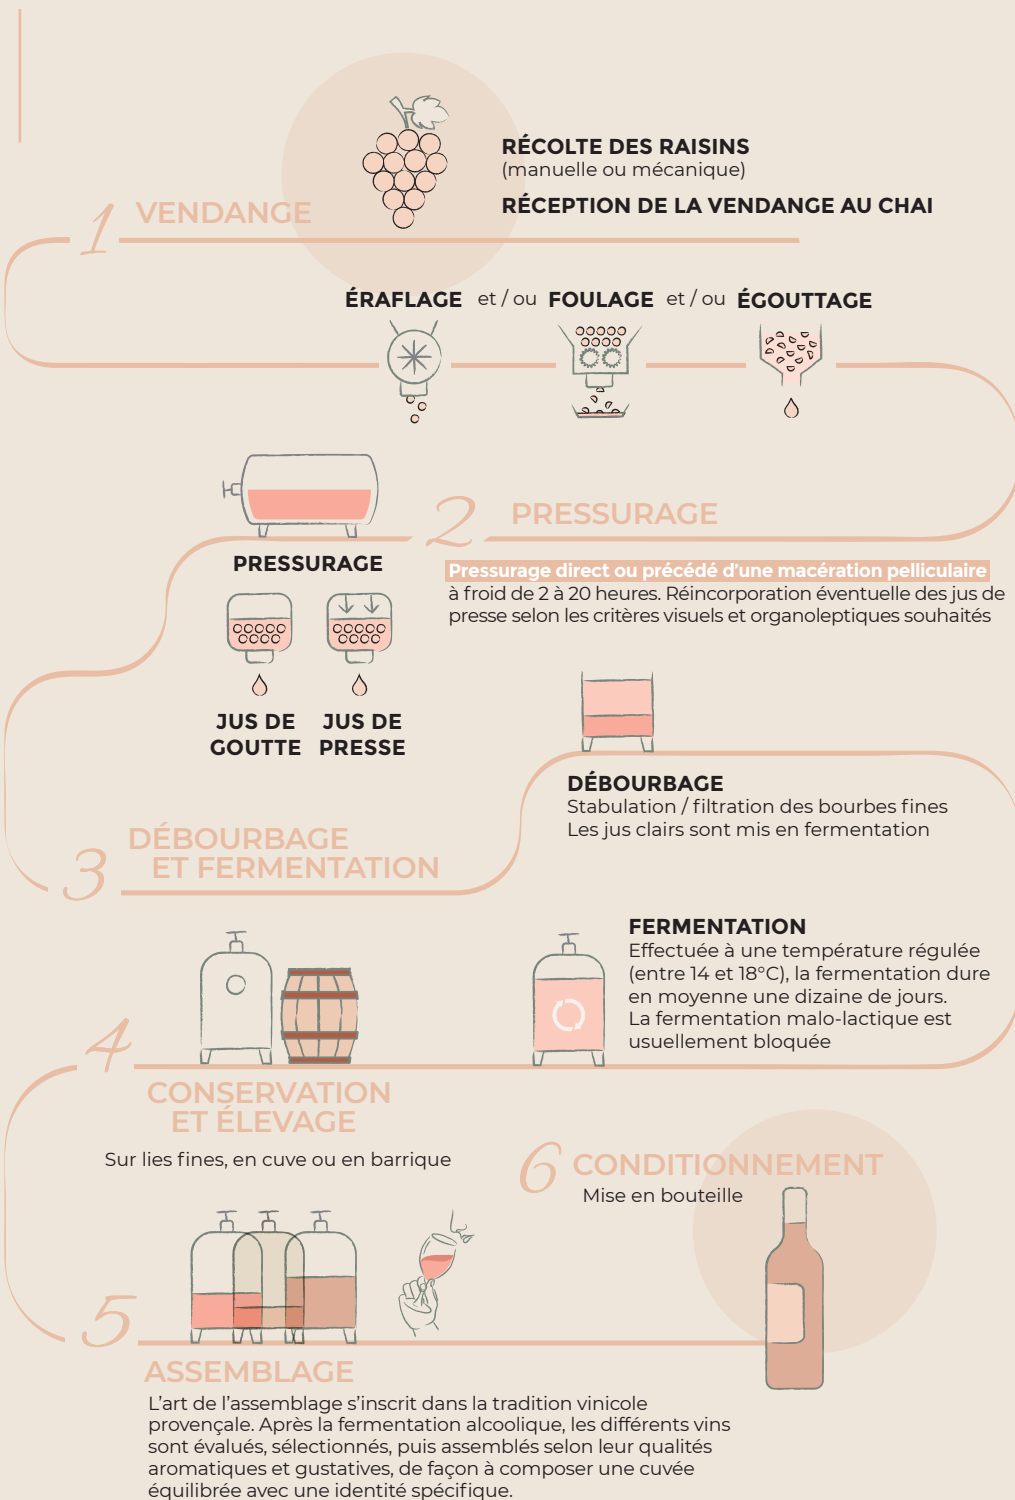 RÉCOLTE DES RAISINS
(manuelle ou mécanique)
RÉCEPTION DE LA VENDANGE AU CHAI
1 VENDANGE
ÉRAFLAGE et / ou FOULAGE et / ou ÉGOUTTAGE
2 PRESSURAGE
PRESSURAGE
Pressurage direct ou précédé d’une macération pelliculaire
à froid de 2 à 20 heures. Réincorporation éventuelle des jus de
presse selon les critères visuels et organoleptiques souhaités
JUS DE
GOUTTE
JUS DE
PRESSE
DÉBOURBAGE
Stabulation / filtration des bourbes fines
Les jus clairs sont mis en fermentation
3 DÉBOURBAGE
ET FERMENTATION
FERMENTATION
Effectuée à une température régulée
(entre 14 et 18°C), la fermentation dure
en moyenne une dizaine de jours.
La fermentation malo-lactique est
usuellement bloquée
4
CONSERVATION
ET ÉLEVAGE
Sur lies fines, en cuve ou en barrique
6 CONDITIONNEMENT
Mise en bouteille
5
ASSEMBLAGE
L’art de l’assemblage s’inscrit dans la tradition vinicole
provençale. Après la fermentation alcoolique, les différents vins
sont évalués, sélectionnés, puis assemblés selon leur qualités
aromatiques et gustatives, de façon à composer une cuvée
équilibrée avec une identité spécifique.